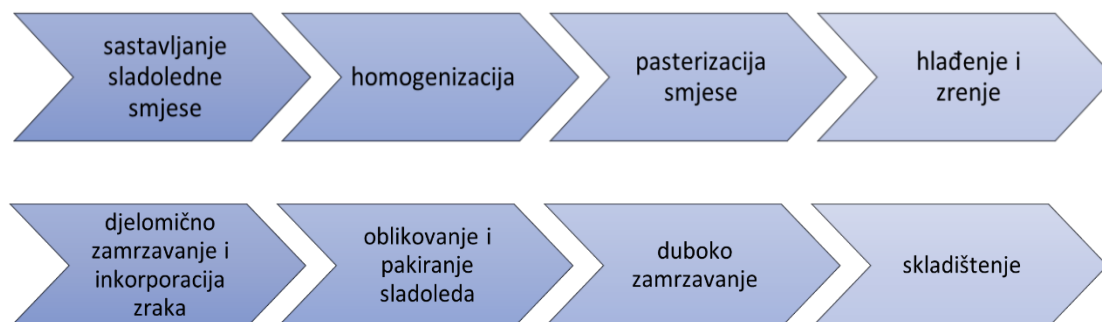 sastavljanje
sladoledne
smjese
homogenizacija
pasterizacija
smjese
hlađenje i
zrenje
djelomično
zamrzavanje i
inkorporacija
zraka
oblikovanje i
pakiranje
sladoleda
duboko
zamrzavanje
skladištenje